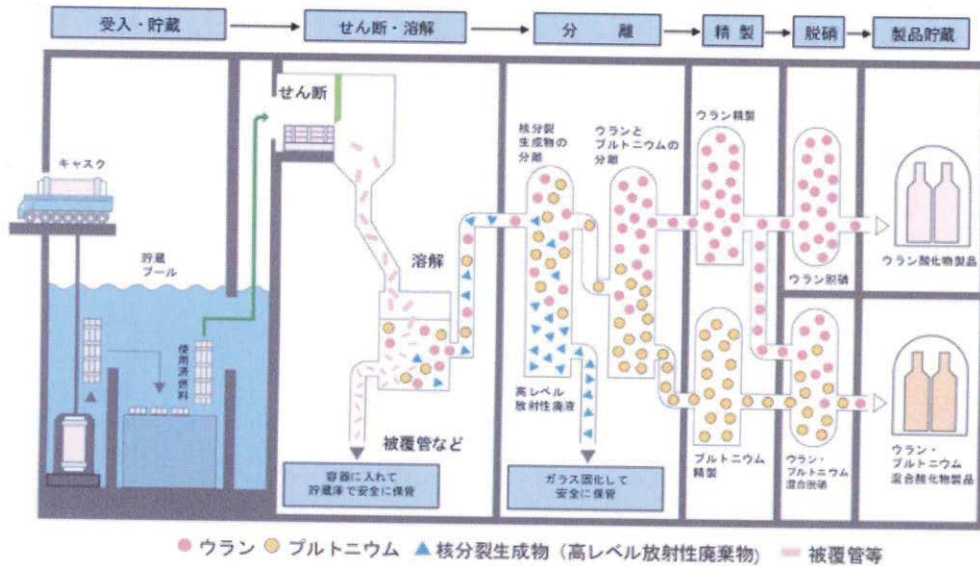 受入・貯蔵
せん断・溶解
分離
精製
脱硝
製品貯蔵
せん断
キャスク
貯蔵
プール
使用済燃料
溶解
被覆管など
容器に入れて
貯蔵庫で安全に保管
核分裂
生成物の
分離
ウランと
プルトニウムの
分離
高レベル
放射性廃液
ガラス固化して
安全に保管
ウラン精製
プルトニウム
精製
ウラン脱硝
ウラン・
プルトニウム
混合脱硝
ウラン酸化物製品
ウラン・
プルトニウム
混合酸化物製品
ウラン プルトニウム 核分裂生成物(高レベル放射性廃棄物) 被覆管等